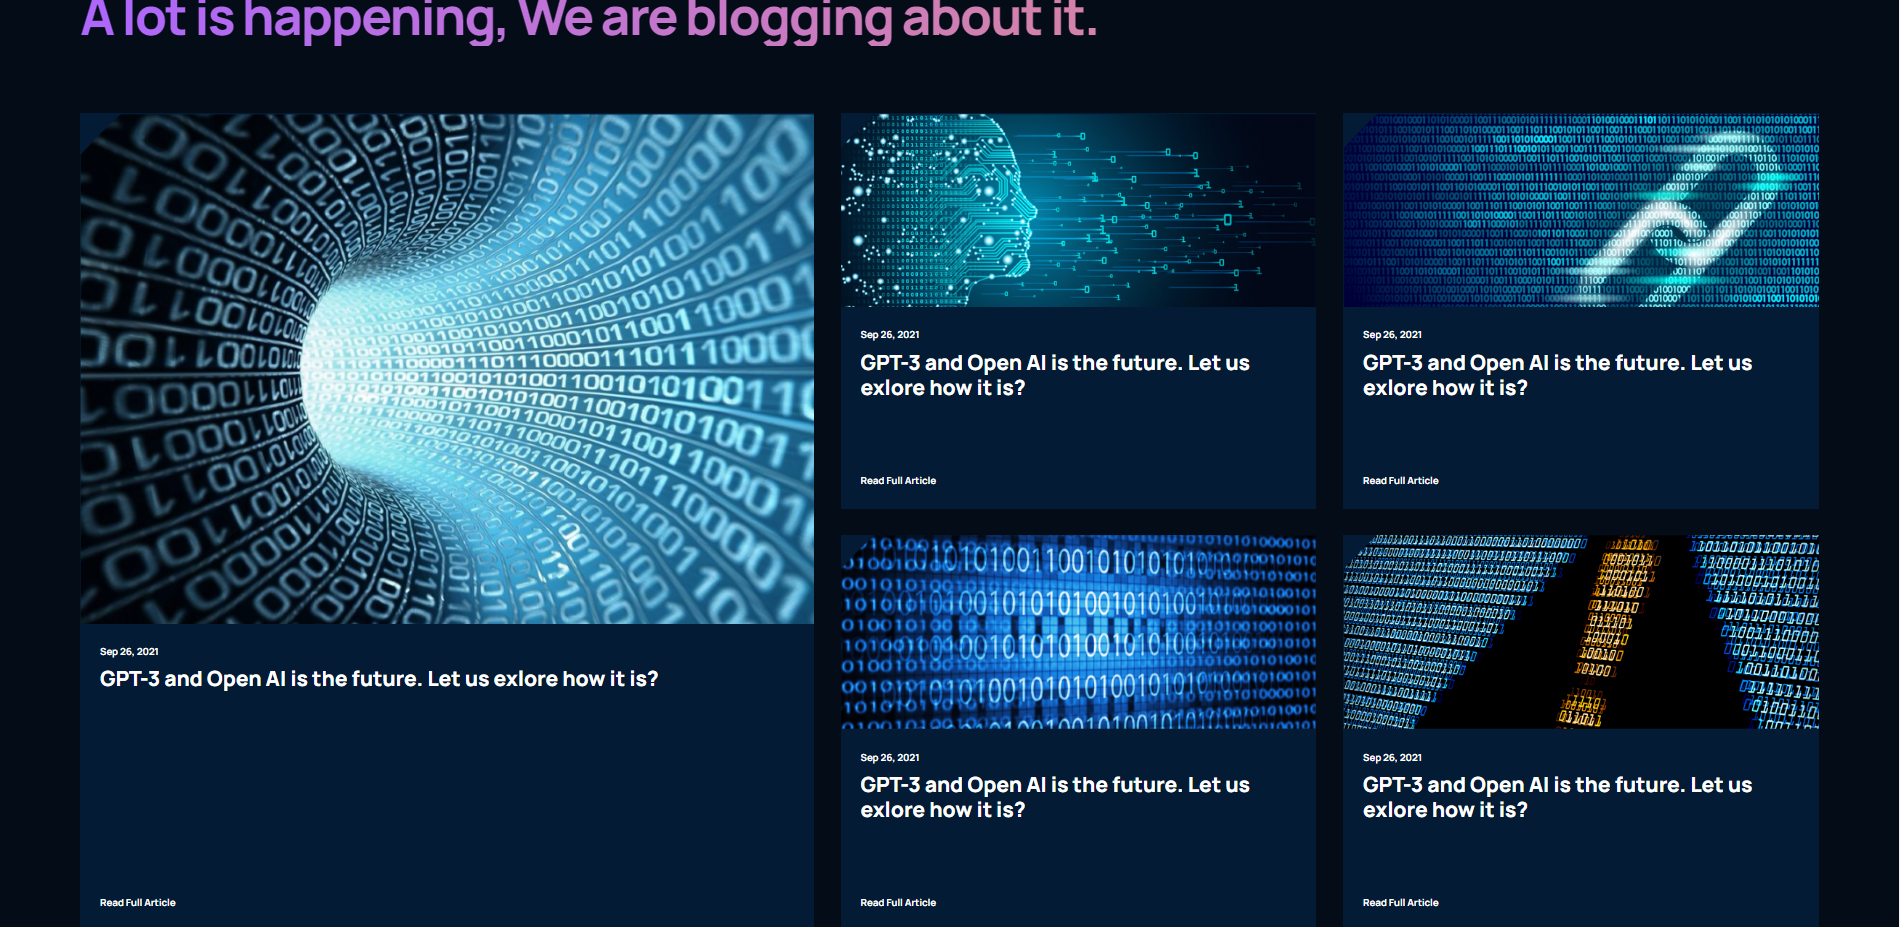 A lot is happening, We are blogging about it.
Sep 26, 2021
GPT-3 and Open AI is the future. Let us exlore how it is?
Read Full Article
Sep 26, 2021
GPT-3 and Open AI is the future. Let us
exlore how it is?
Read Full Article
Sep 26, 2021
GPT-3 and Open AI is the future. Let us
exlore how it is?
Read Full Article
Sep 26, 2021
GPT-3 and Open AI is the future. Let us
exlore how it is?
Read Full Article
Sep 26, 2021
GPT-3 and Open AI is the future. Let us
exlore how it is?
Read Full Article